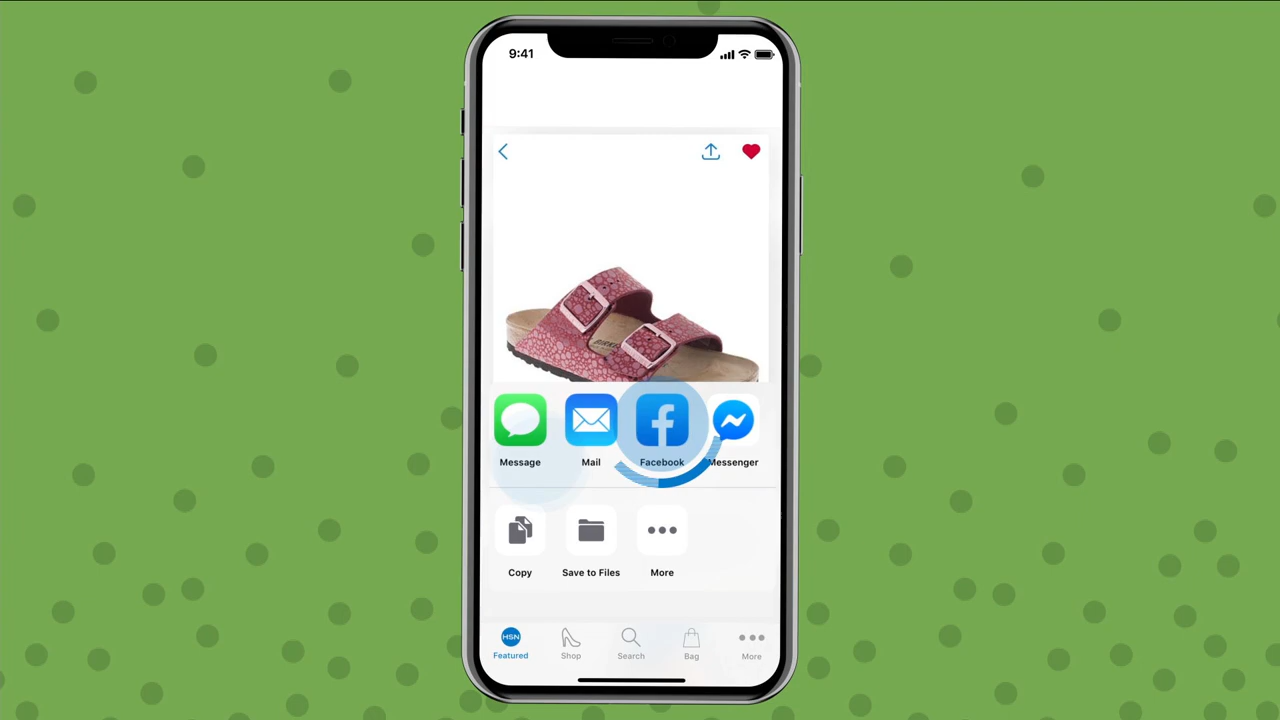 9:41
Message
Mail
Facebook
Messenger
Copy
Save to Files
More
HSN
Featured
Shop
Search
Bag
More